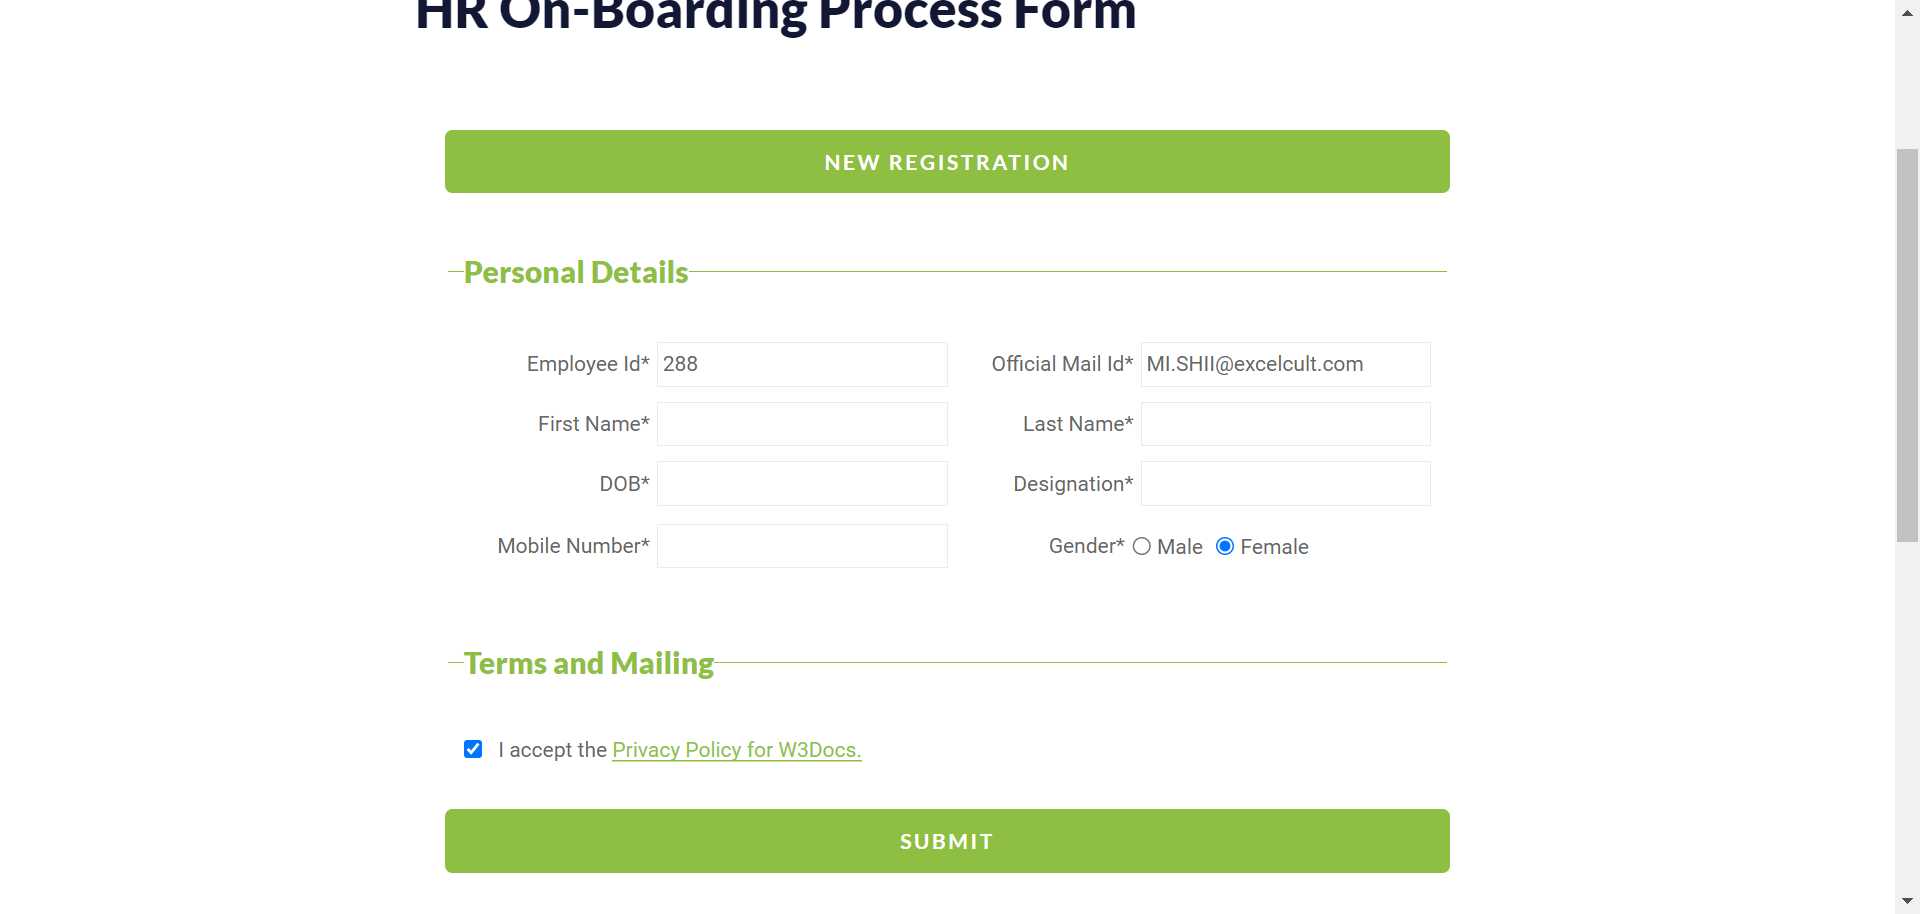 HR On-Boarding Process Form
NEW REGISTRATION
Personal Details
Employee Id* 288 Official Mail Id* MI.SHII@excelcult.com
First Name* Last Name*
DOB* Designation*
Mobile Number* Gender* Male Female
Terms and Mailing
I accept the Privacy Policy for W3Docs.
SUBMIT